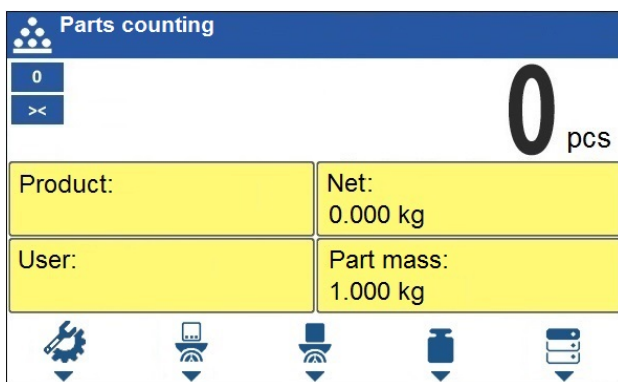 Parts counting
0
><
0 pcs
Product:
Net:
0.000 kg
User:
Part mass:
1.000 kg